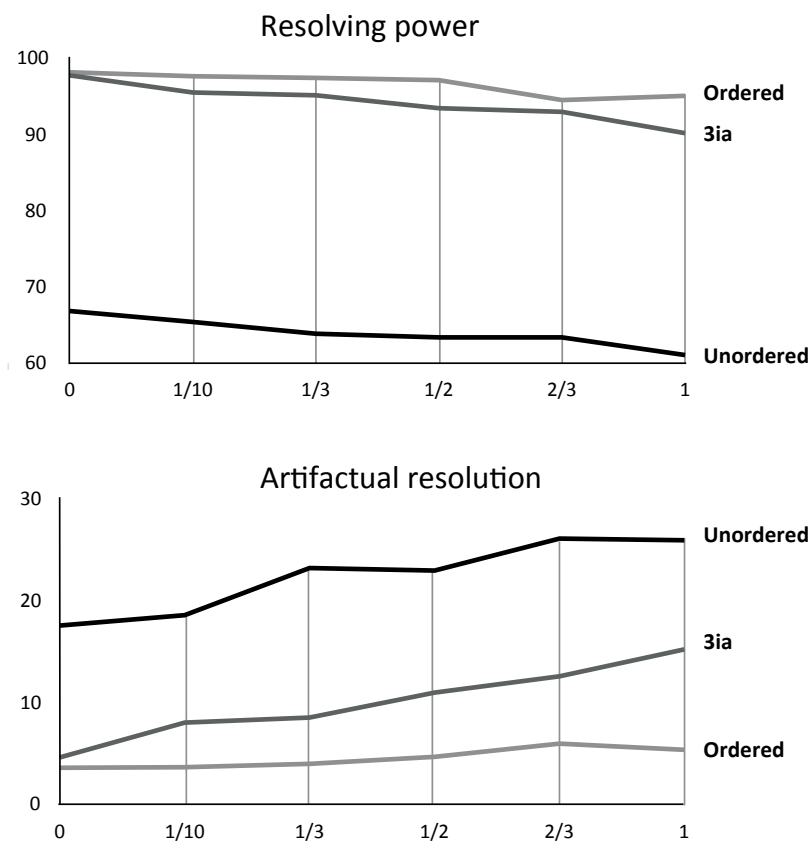 Resolving power
100
90
80
70
60
Ordered
3ia
Unordered
0 1/10 1/3 1/2 2/3 1
Artifactual resolution
30
20
10
0
Unordered
3ia
Ordered
0 1/10 1/3 1/2 2/3 1